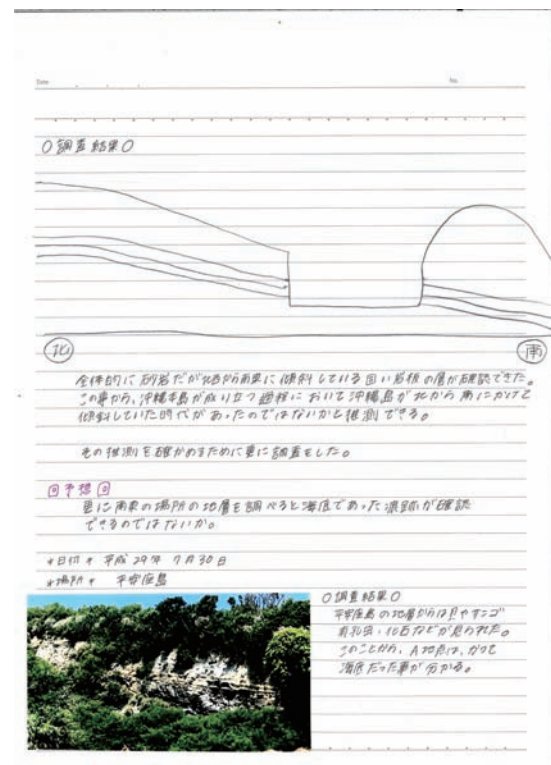 Date
No.
○調査結果○
北
南
全体的に砂岩だが北西から南東に傾斜している固い岩板の層が確認できた。
この事から、沖縄本島が成り立つ過程において沖縄島が北から南にかけて
傾斜していた時代があったのではないかと推測できる。
その推測を確かめるために更に調査をした。
回予想回
更に南東の場所の地層を調べると海底であった痕跡が確認
できるのではないか。
*日付* 平成29年7月30日
*場所* 平安座島
○調査結果○
平安座島の地層からは貝やサンゴ
有孔虫・化石などが見られた。
このことから、A地点は、かつて
海底だった事が分かる。